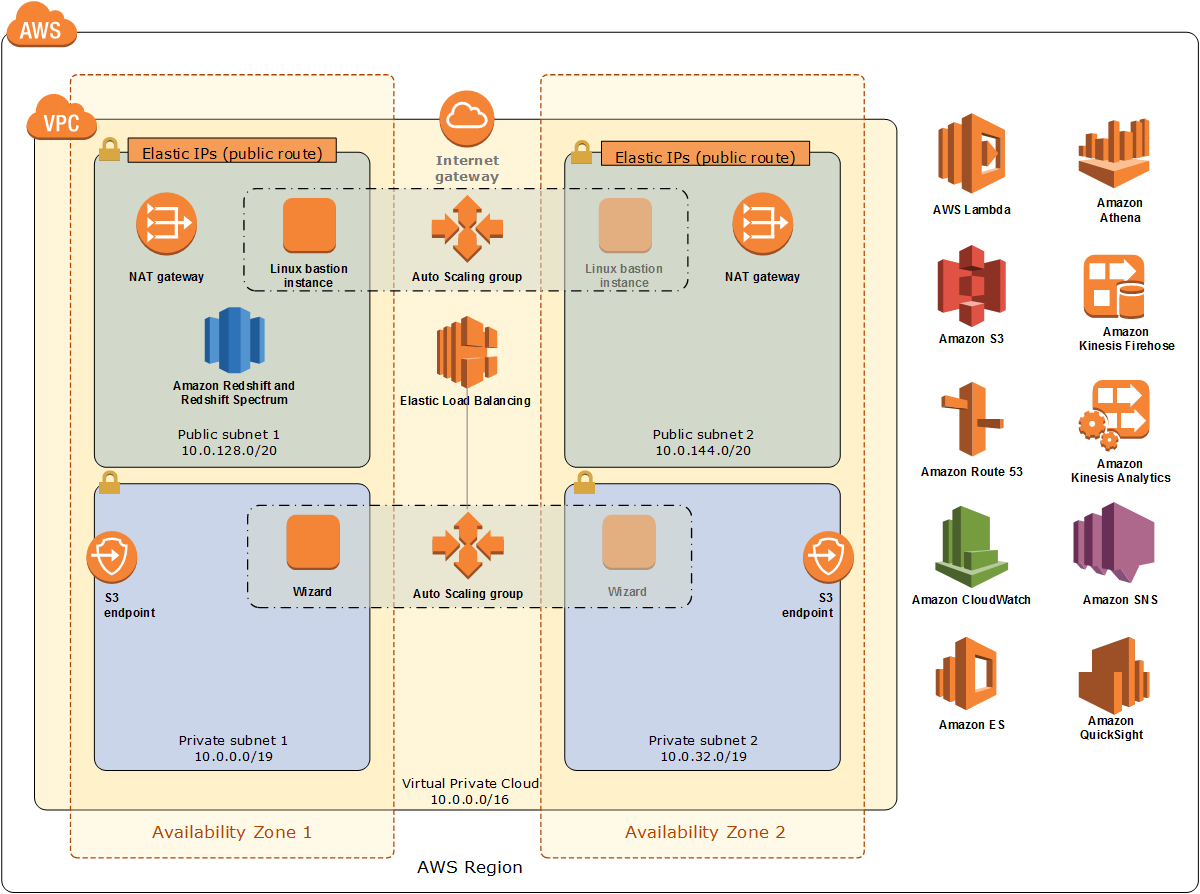 AWS
VPC
Elastic IPs (public route)
Internet
gateway
Elastic IPs (public route)
NAT gateway
Linux bastion
instance
Auto Scaling group
Linux bastion
instance
NAT gateway
Amazon Redshift and
Redshift Spectrum
Elastic Load Balancing
Public subnet 1
10.0.128.0/20
Public subnet 2
10.0.144.0/20
S3
endpoint
Wizard
Auto Scaling group
Wizard
S3
endpoint
Private subnet 1
10.0.0.0/19
Private subnet 2
10.0.32.0/19
Virtual Private Cloud
10.0.0.0/16
Availability Zone 1
Availability Zone 2
AWS Region
AWS Lambda
Amazon
Athena
Amazon S3
Amazon
Kinesis Firehose
Amazon Route 53
Amazon
Kinesis Analytics
Amazon CloudWatch
Amazon SNS
Amazon ES
Amazon
QuickSight